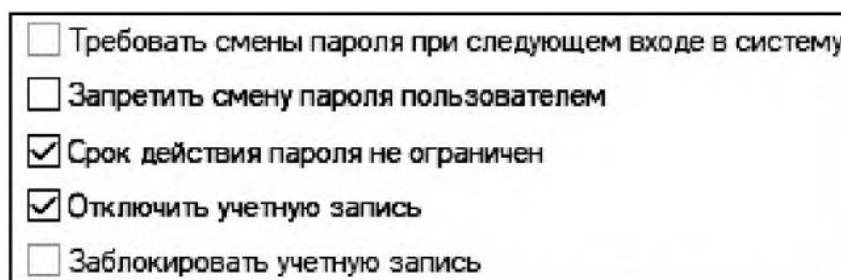 Требовать смены пароля при следующем входе в систему
Запретить смену пароля пользователем
Срок действия пароля не ограничен
Отключить учетную запись
Заблокировать учетную запись